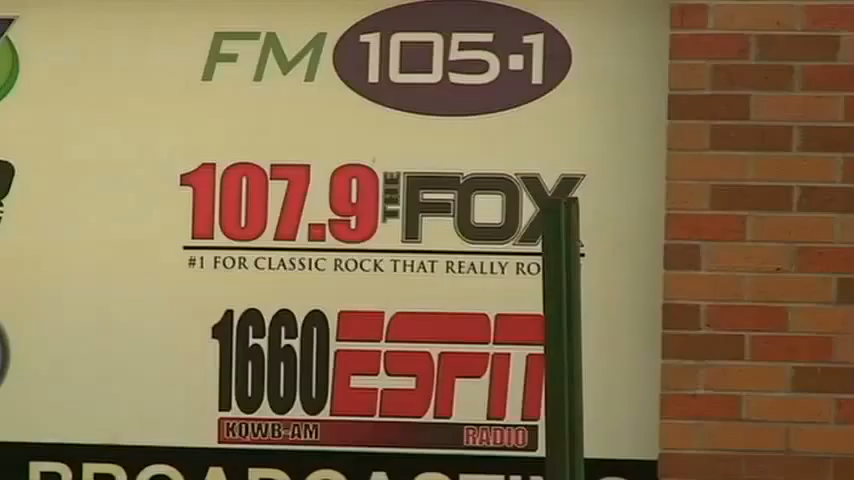 FM 105.1
107.9 THE FOX
#1 FOR CLASSIC ROCK THAT REALLY RO
1660 ESPN
KQWB-AM RADIO
BROADCASTING